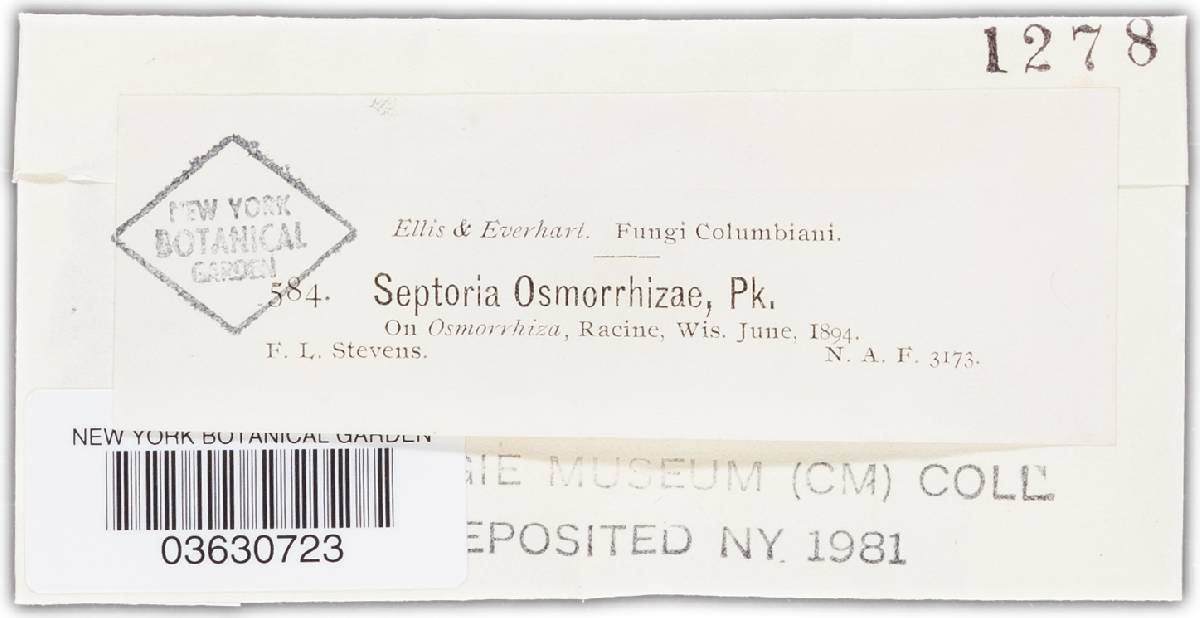 1278
NEW YORK
BOTANICAL
GARDEN
Ellis & Everhart. Fungi Columbiani.
584. Septoria Osmorrhizae, Pk.
On Osmorrhiza, Racine, Wis. June, 1894.
F. L. Stevens. N. A. F. 3173.
NEW YORK BOTANICAL GARDEN
03630723
GIE MUSEUM (CM) COLL.
EPOSITED NY 1981